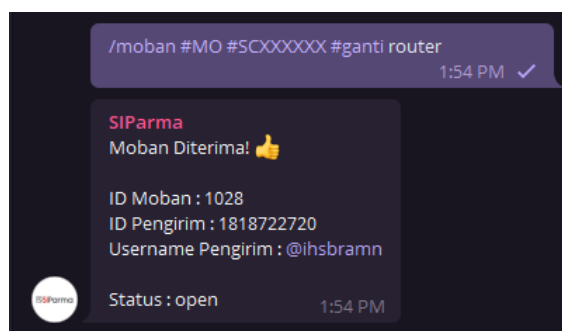 /moban #MO #SCXXXXXX #ganti router
1:54 PM
SIParma
Moban Diterima! 👍
ID Moban : 1028
ID Pengirim : 1818722720
Username Pengirim : @ihsbramn
Status : open
1:54 PM